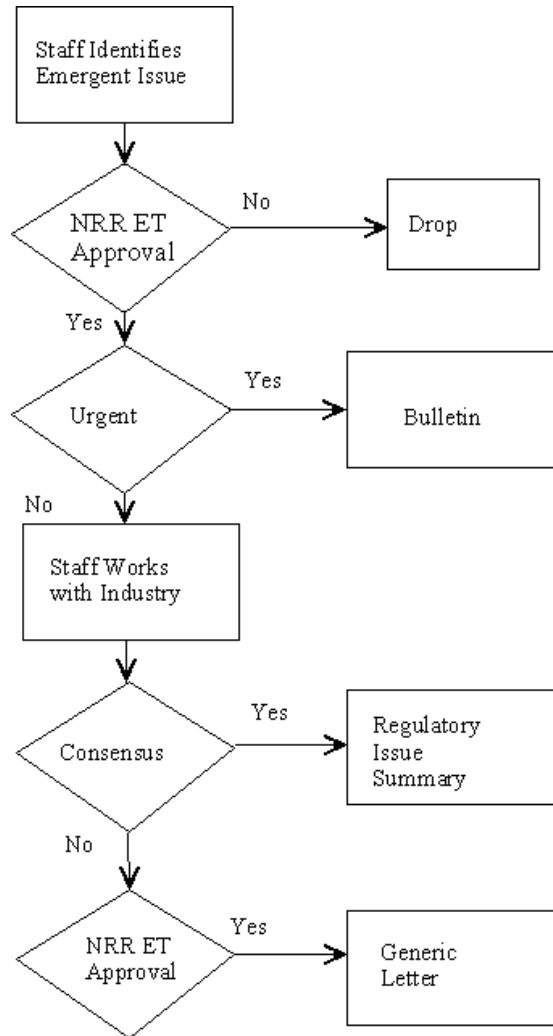 Staff Identifies
Emergent Issue
NRR ET
Approval
No
Drop
Yes
Urgent
Yes
Bulletin
No
Staff Works
with Industry
Consensus
Yes
Regulatory
Issue
Summary
No
NRR ET
Approval
Yes
Generic
Letter